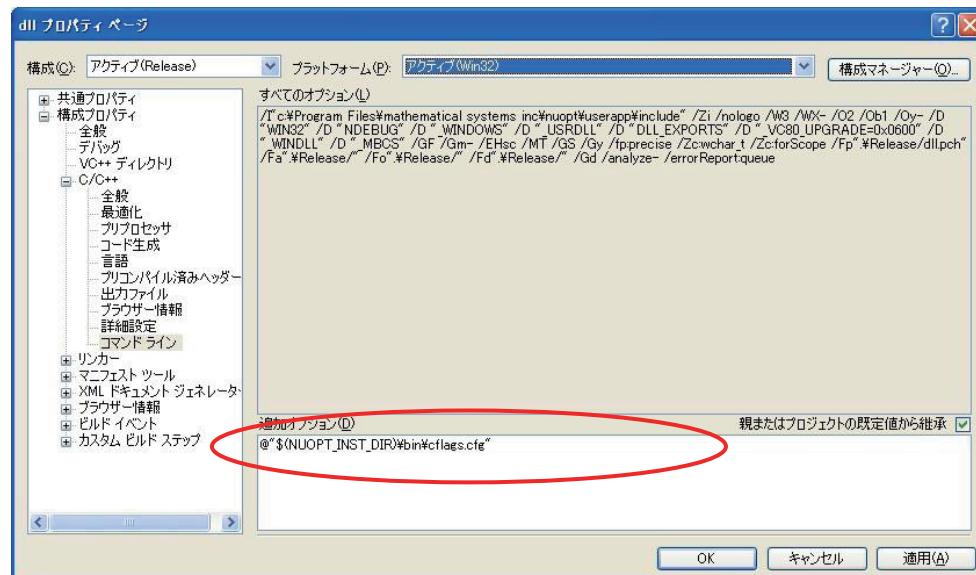 dll プロパティ ページ
構成(C): アクティブ(Release) プラットフォーム(P): アクティブ(Win32) 構成マネージャー(O)...
共通プロパティ
構成プロパティ
全般
デバッグ
VC++ ディレクトリ
C/C++
全般
最適化
プリプロセッサ
コード生成
言語
プリコンパイル済みヘッダー
出力ファイル
ブラウザー情報
詳細設定
コマンド ライン
リンカー
マニフェスト ツール
XML ドキュメント ジェネレータ
ブラウザー情報
ビルド イベント
カスタム ビルド ステップ
すべてのオプション(L)
/I"c:¥Program Files¥mathematical systems inc¥nuopt¥userapp¥include" /Zi /nologo /W3 /WX- /O2 /Ob1 /Oy- /D
"WIN32" /D "NDEBUG" /D "_WINDOWS" /D "_USRDLL" /D "DLL_EXPORTS" /D "_VC80_UPGRADE=0x0600" /D
"_WINDLL" /D "_MBCS" /GF /Gm- /EHsc /MT /GS /Gy /fp:precise /Zc:wchar_t /Zc:forScope /Fp".¥Release/dll.pch"
/Fa".¥Release/" /Fo".¥Release/" /Fd".¥Release/" /Gd /analyze- /errorReport:queue
追加オプション(D) 親またはプロジェクトの既定値から継承
@"$(NUOPT_INST_DIR)¥bin¥cflags.cfg"
OK キャンセル 適用(A)